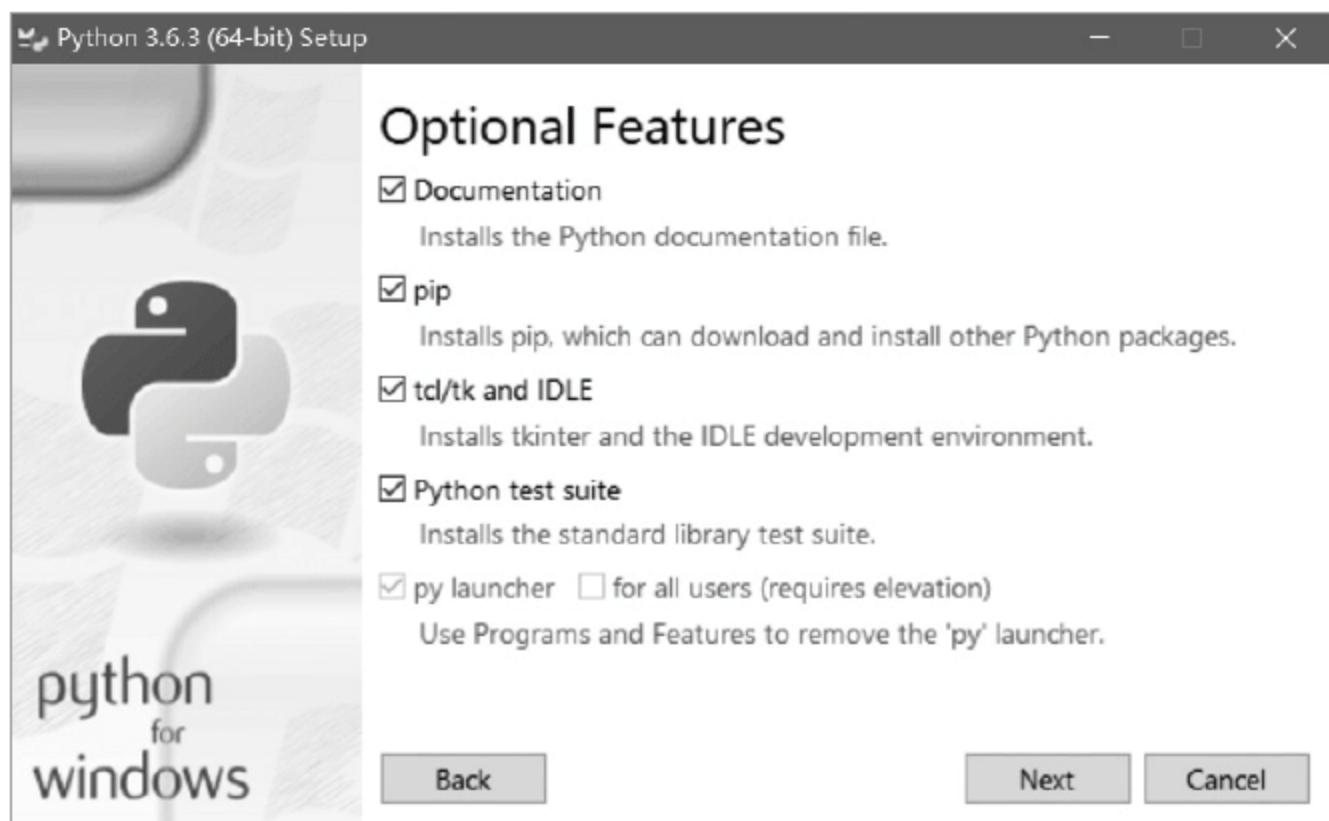 Python 3.6.3 (64-bit) Setup
Optional Features
Documentation
Installs the Python documentation file.
pip
Installs pip, which can download and install other Python packages.
tcl/tk and IDLE
Installs tkinter and the IDLE development environment.
Python test suite
Installs the standard library test suite.
py launcher for all users (requires elevation)
Use Programs and Features to remove the 'py' launcher.
python
for
windows
Back Next Cancel